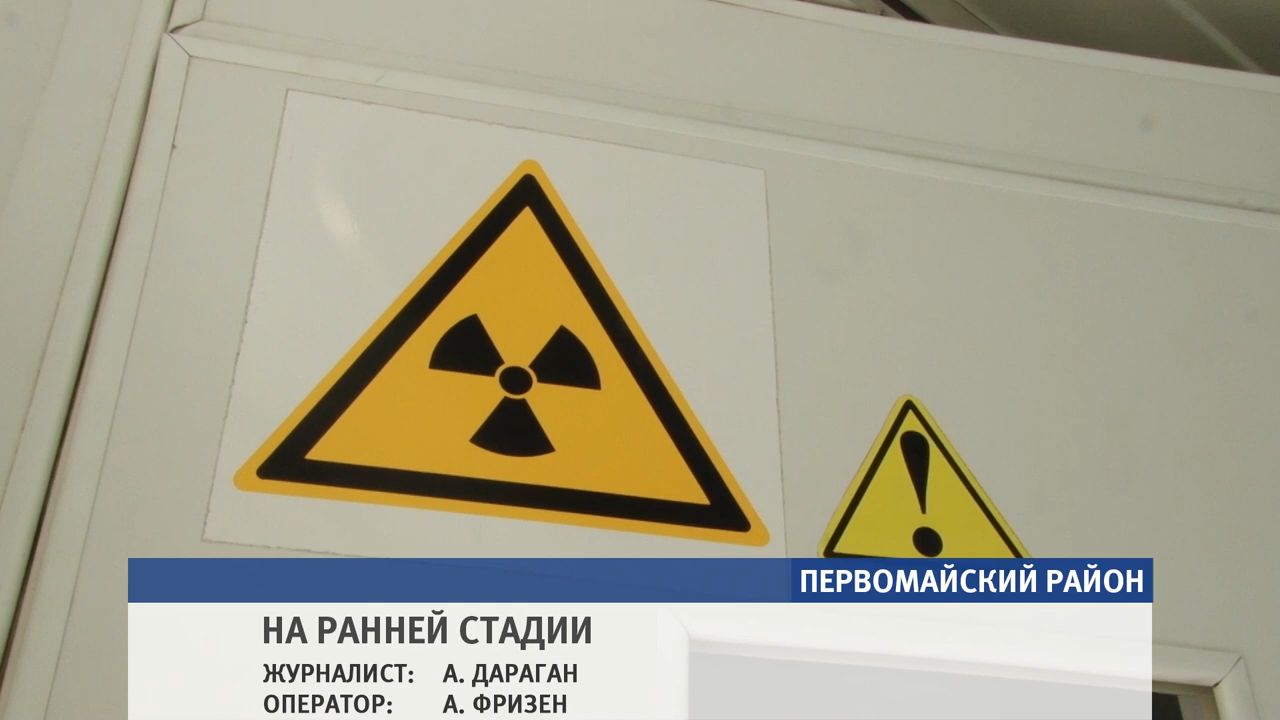 ПЕРВОМАЙСКИЙ РАЙОН
НА РАННЕЙ СТАДИИ
ЖУРНАЛИСТ: А. ДАРАГАН
ОПЕРАТОР: А. ФРИЗЕН